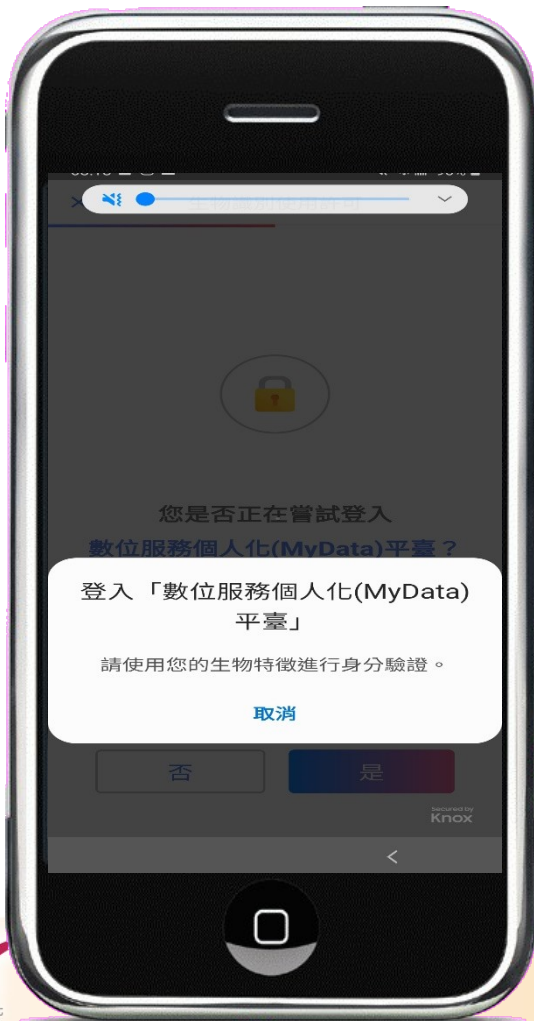 您是否正在嘗試登入
數位服務個人化(MyData)平臺？
登入「數位服務個人化(MyData)
平臺」
請使用您的生物特徵進行身分驗證。
取消
否
是
Secured by
Knox